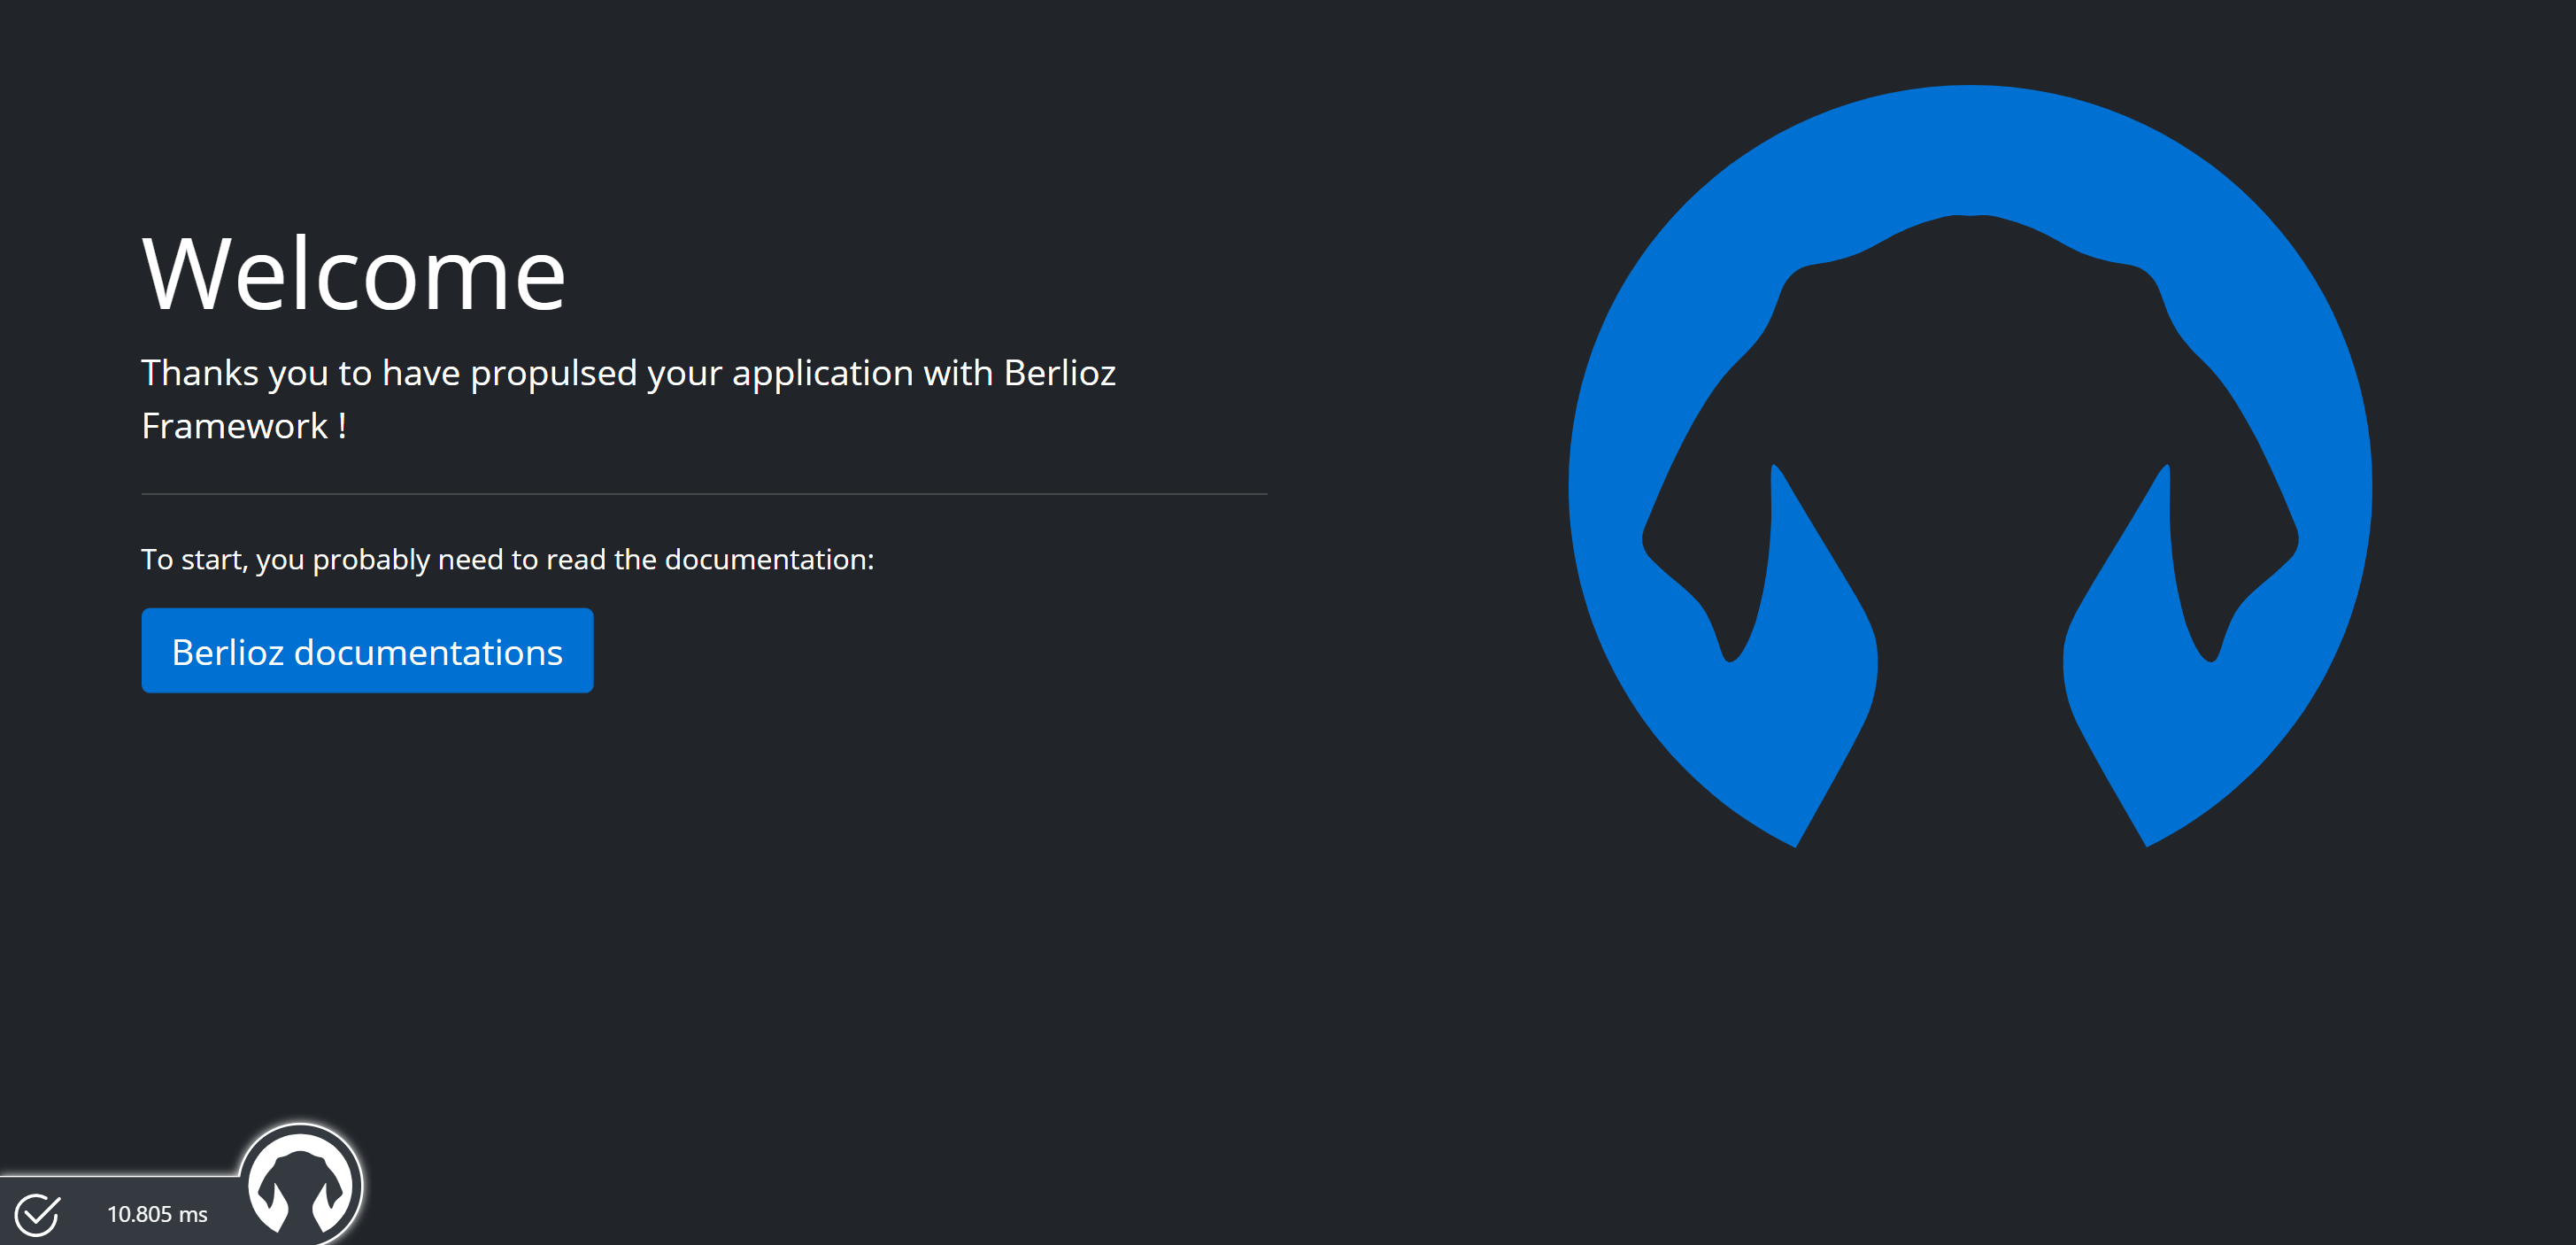 Welcome
Thanks you to have propulsed your application with Berlioz
Framework !
To start, you probably need to read the documentation:
Berlioz documentations
10.805 ms